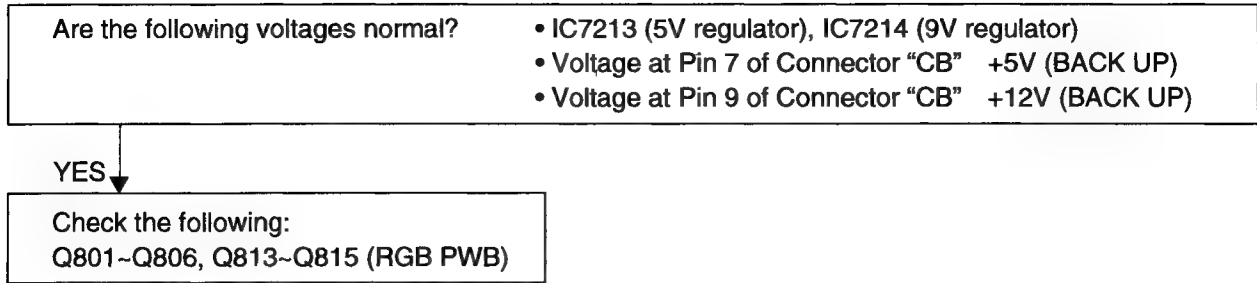 Are the following voltages normal? • IC7213 (5V regulator), IC7214 (9V regulator)
• Voltage at Pin 7 of Connector “CB” +5V (BACK UP)
• Voltage at Pin 9 of Connector “CB” +12V (BACK UP)
YES
Check the following:
Q801~Q806, Q813~Q815 (RGB PWB)